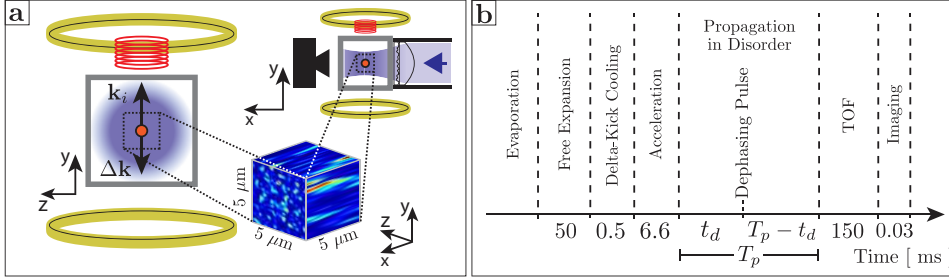 a
k_i
Δk
y
z
y
x
5 μm
5 μm
5 μm
y
z
x
b
Evaporation
Free Expansion
Delta-Kick Cooling
Acceleration
Propagation
in Disorder
Dephasing Pulse
TOF
Imaging
50 0.5 6.6 t_d T_p − t_d 150 0.03
T_p Time [ ms ]